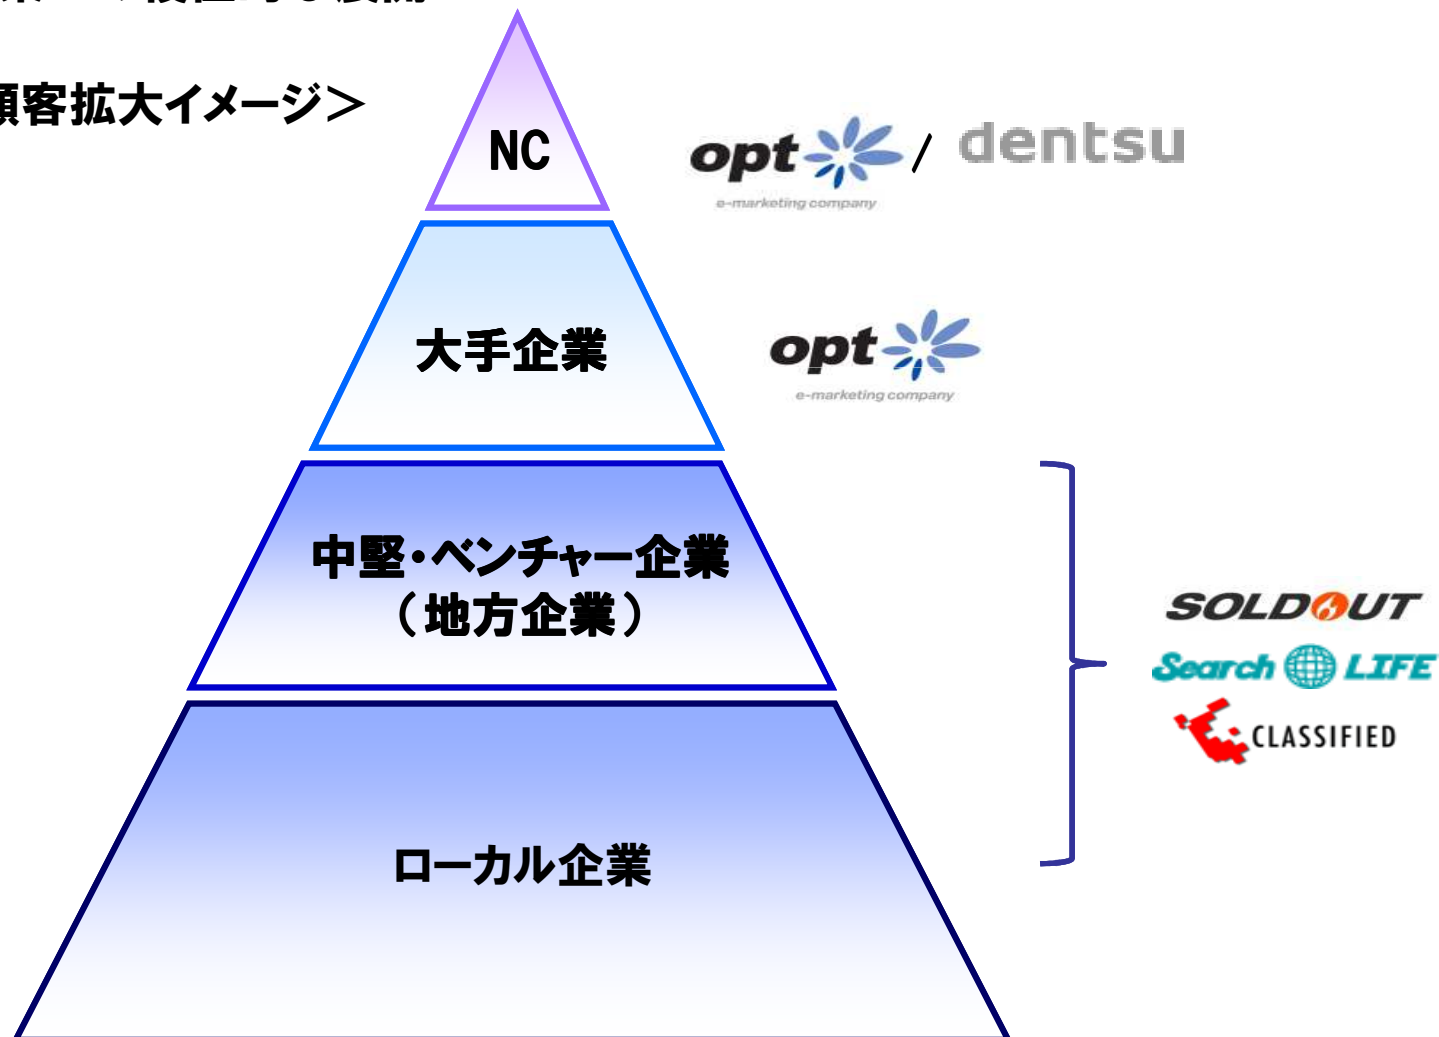 顧客拡大イメージ＞
NC
opt
e-marketing company
/
dentsu
大手企業
opt
e-marketing company
中堅・ベンチャー企業
（地方企業）
SOLDOUT
Search LIFE
CLASSIFIED
ローカル企業